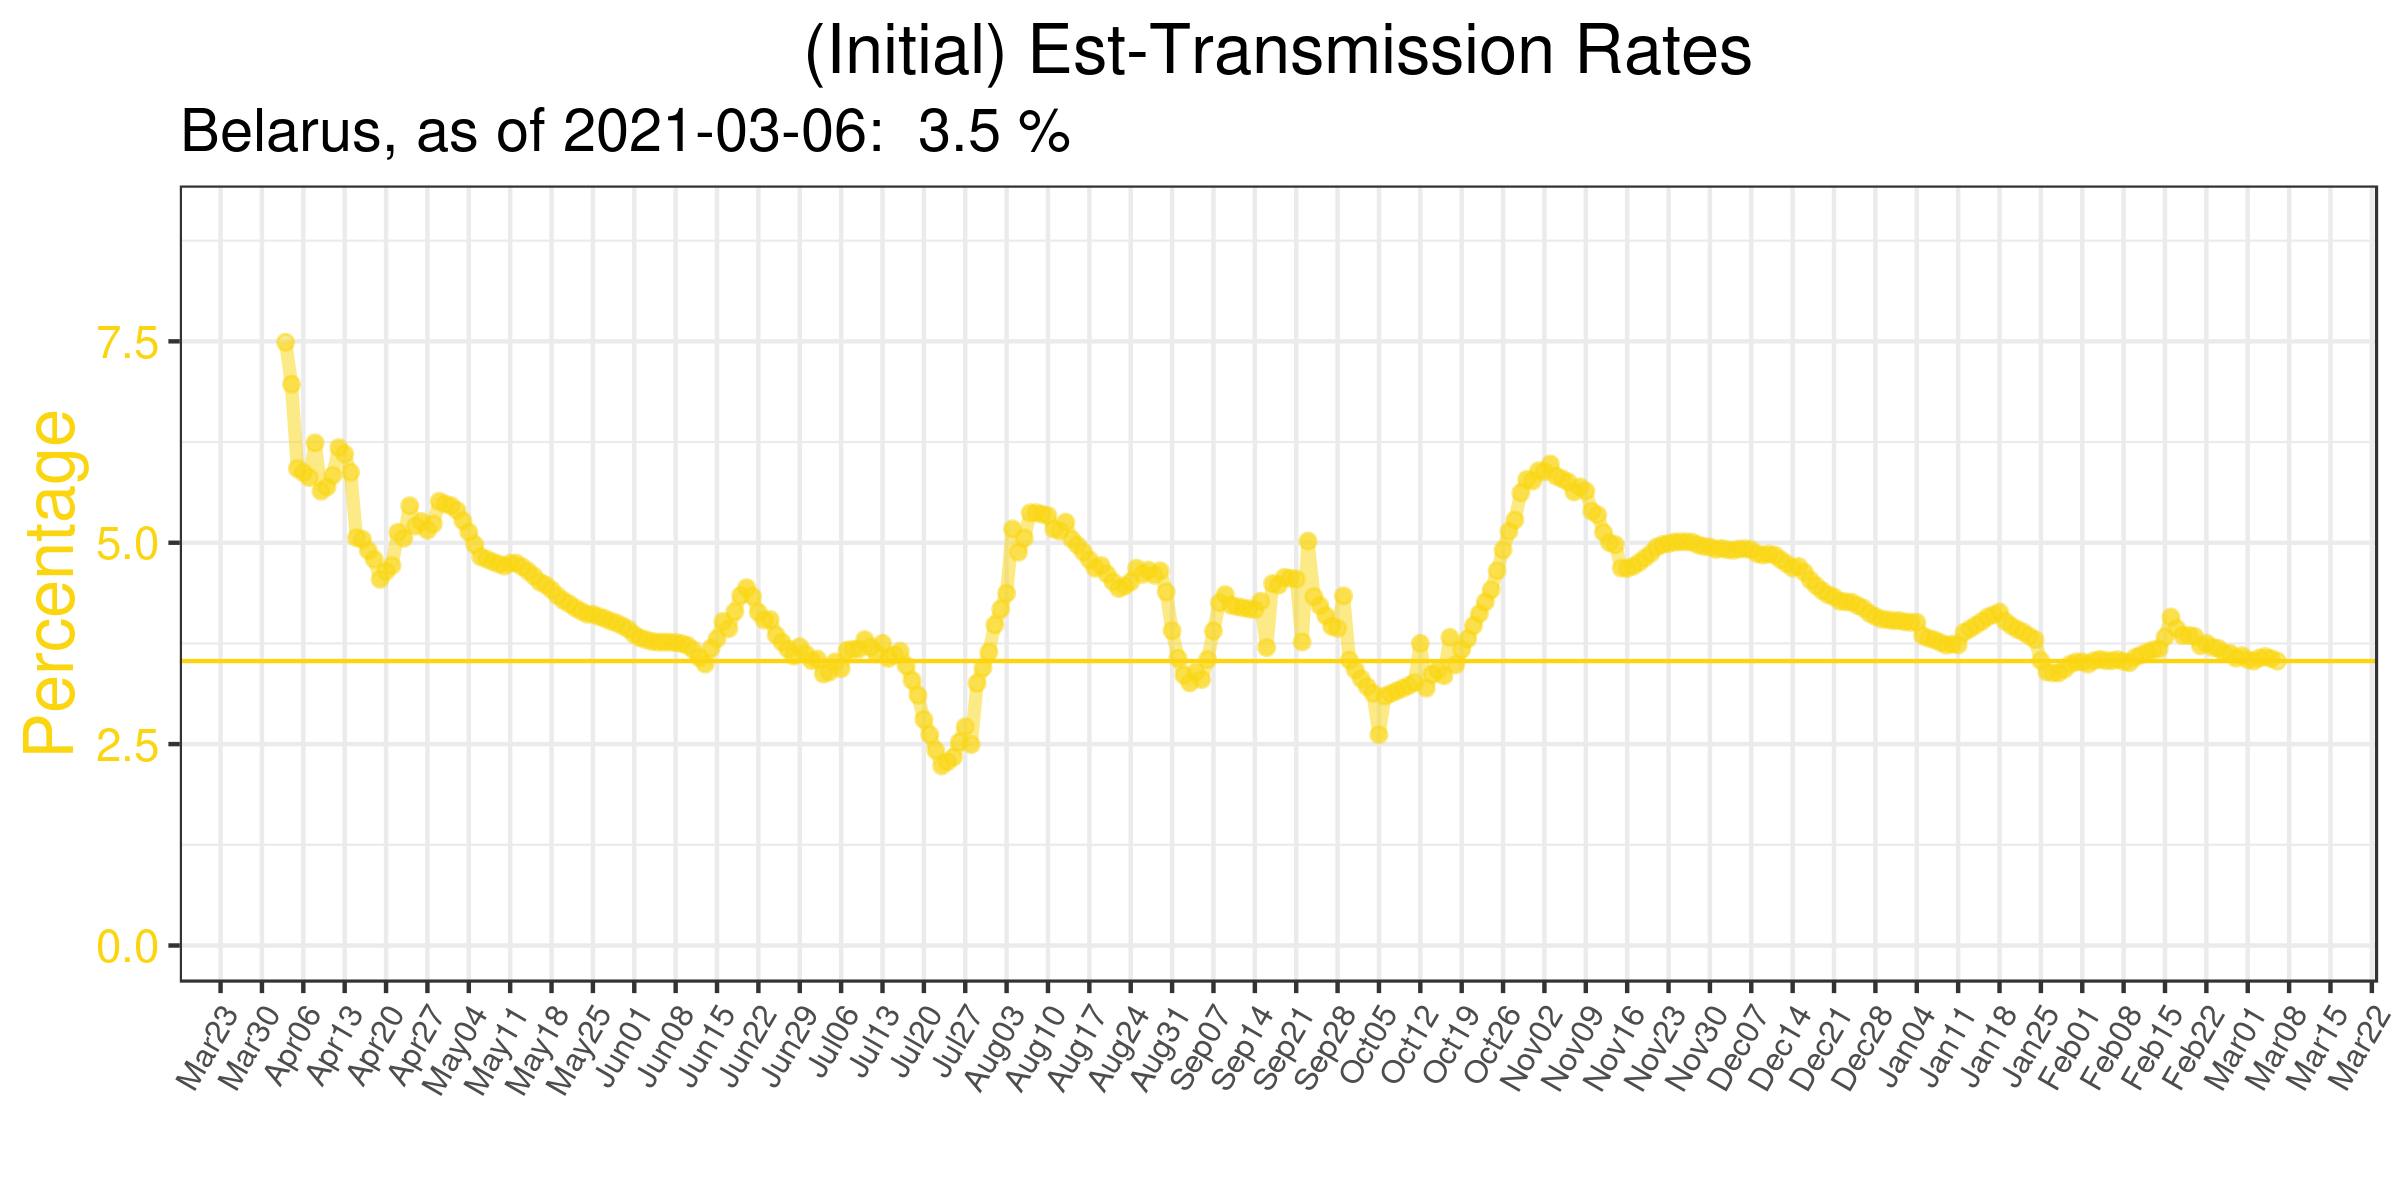 (Initial) Est-Transmission Rates
Belarus, as of 2021-03-06:  3.5 %
Percentage
7.5
5.0
2.5
0.0
Mar23
Mar30
Apr06
Apr13
Apr20
Apr27
May04
May11
May18
May25
Jun01
Jun08
Jun15
Jun22
Jun29
Jul06
Jul13
Jul20
Jul27
Aug03
Aug10
Aug17
Aug24
Aug31
Sep07
Sep14
Sep21
Sep28
Oct05
Oct12
Oct19
Oct26
Nov02
Nov09
Nov16
Nov23
Nov30
Dec07
Dec14
Dec21
Dec28
Jan04
Jan11
Jan18
Jan25
Feb01
Feb08
Feb15
Feb22
Mar01
Mar08
Mar15
Mar22